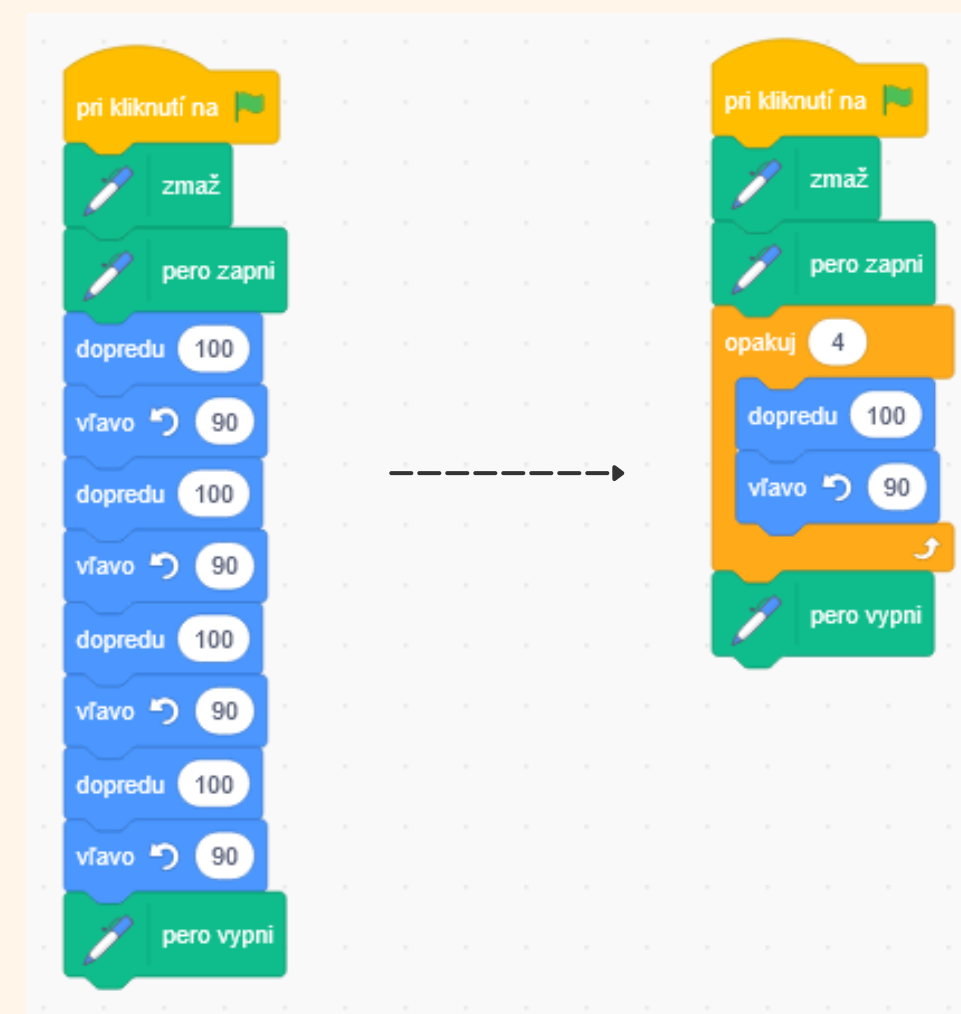 pri kliknutí na
zmaž
pero zapni
dopredu 100
vľavo 90
dopredu 100
vľavo 90
dopredu 100
vľavo 90
dopredu 100
vľavo 90
pero vypni
pri kliknutí na
zmaž
pero zapni
opakuj 4
dopredu 100
vľavo 90
pero vypni